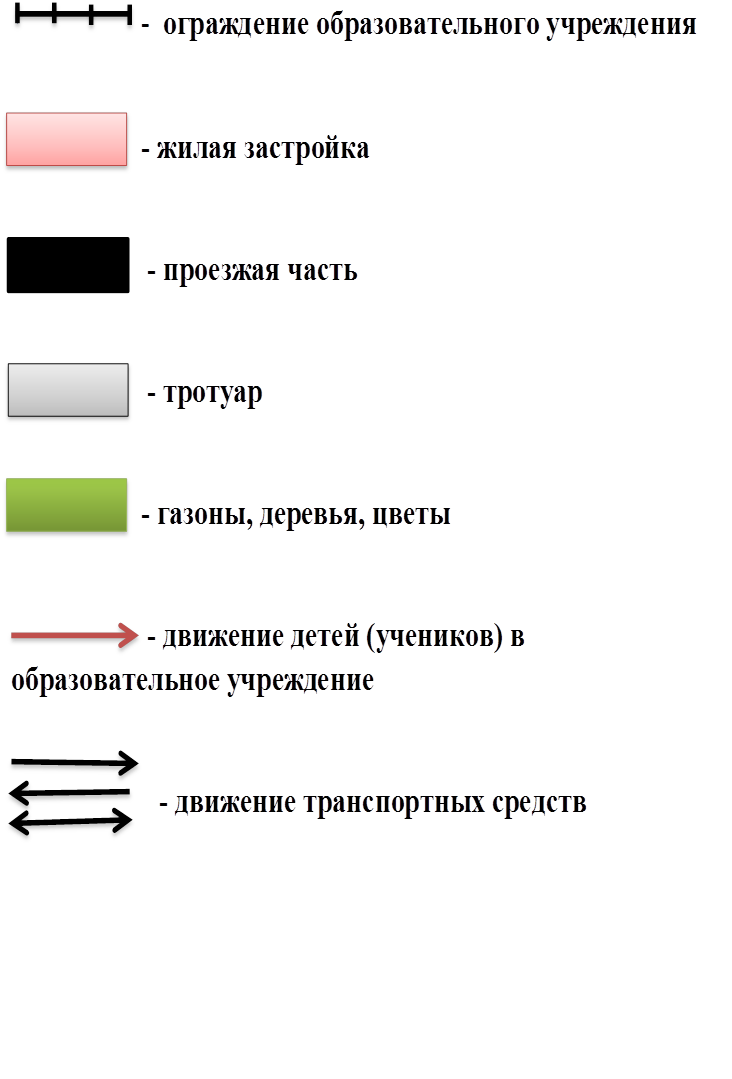 - ограждение образовательного учреждения
- жилая застройка
- проезжая часть
- тротуар
- газоны, деревья, цветы
- движение детей (учеников) в
образовательное учреждение
- движение транспортных средств